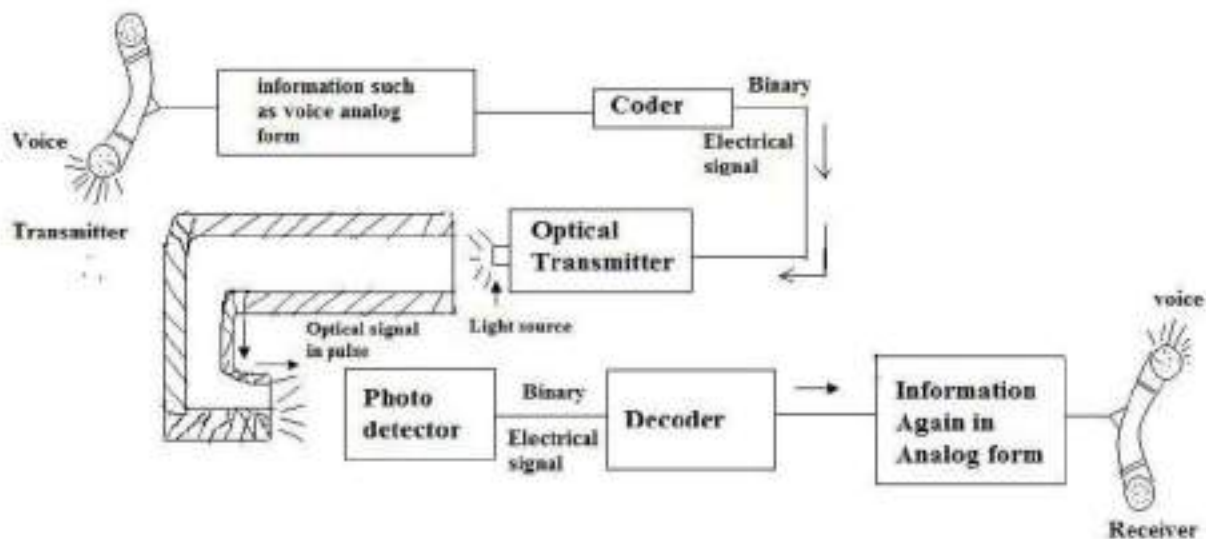 information such
as voice analog
form
Coder
Binary
Electrical
signal
Voice
Transmitter
Optical
Transmitter
Light source
Optical signal
in pulse
Photo
detector
Binary
Electrical
signal
Decoder
Information
Again in
Analog form
voice
Receiver